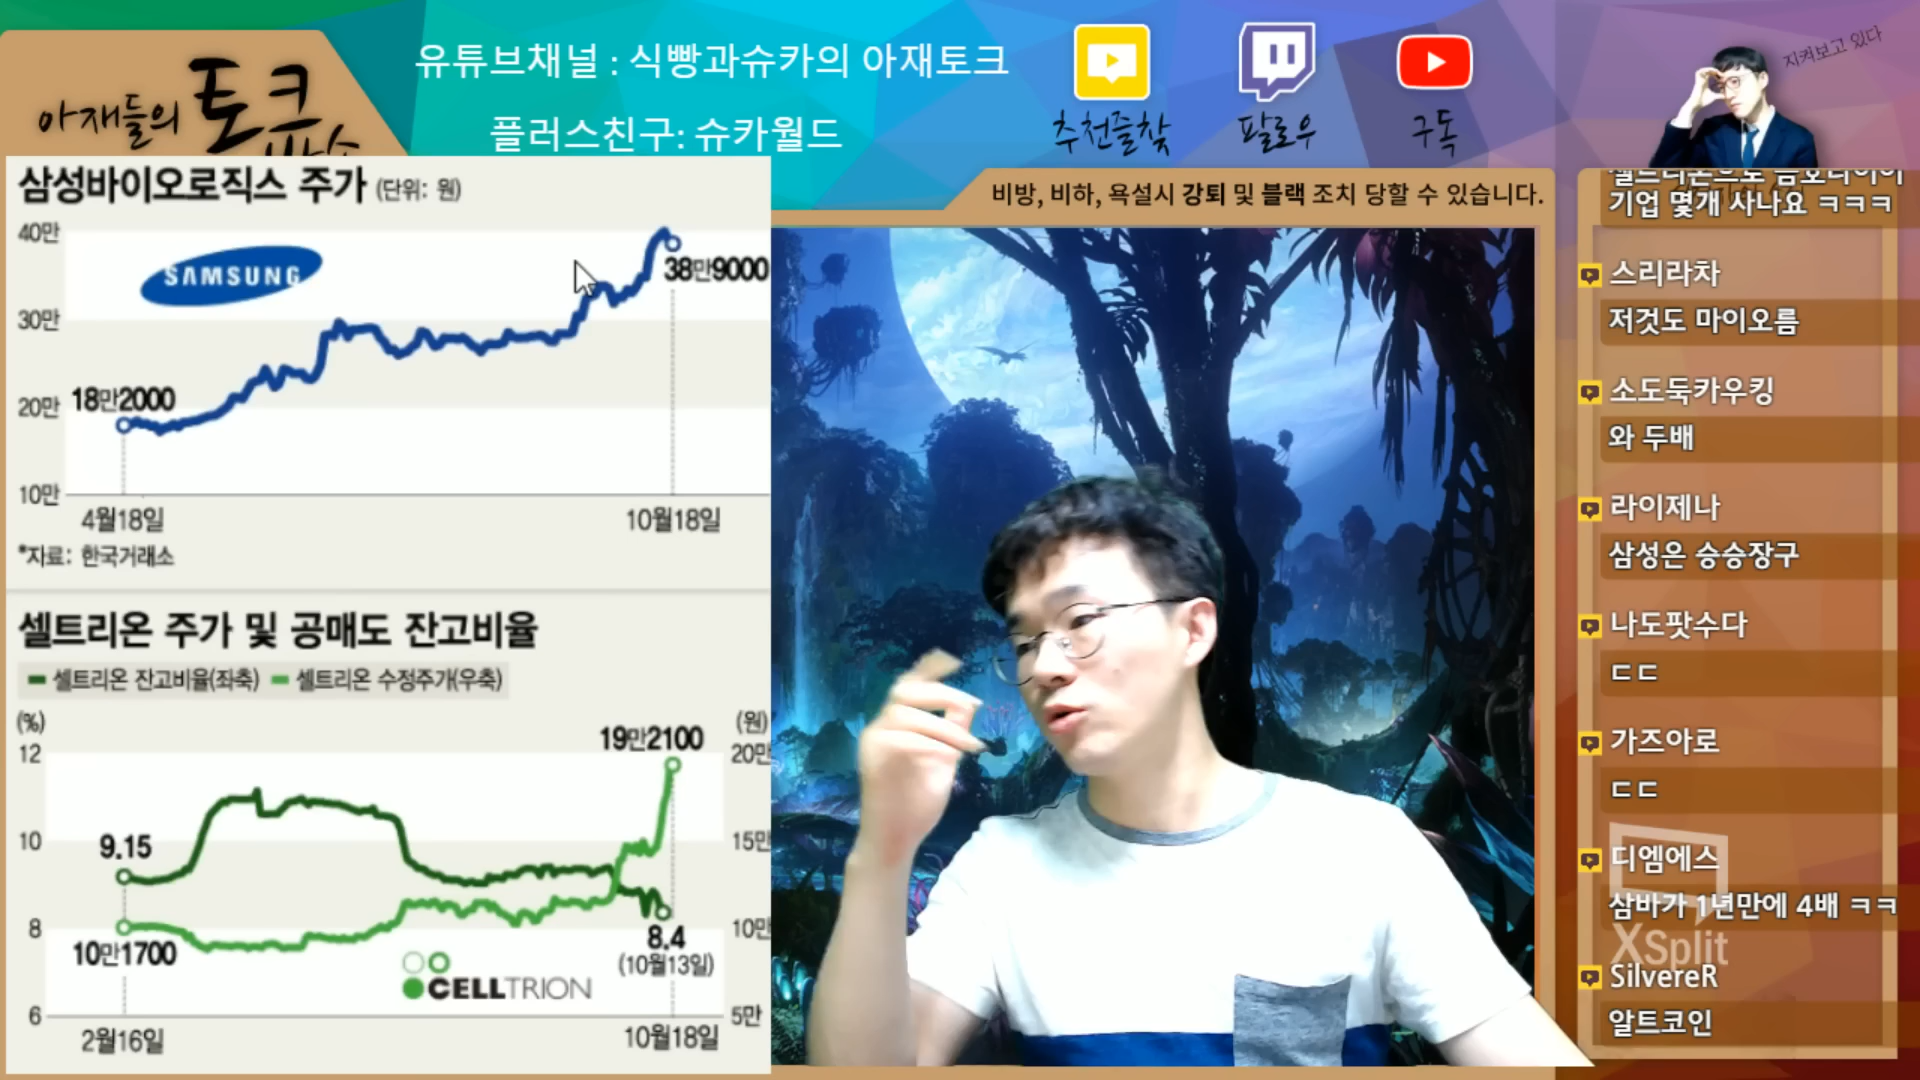 아재들의 토크
유튜브채널 : 식빵과슈카의 아재토크
플러스친구: 슈카월드
추천즐찾
팔로우
구독
지켜보고 있다
비방, 비하, 욕설시 강퇴 및 블랙 조치 당할 수 있습니다.
삼성바이오로직스 주가 (단위: 원)
40만
SAMSUNG
38만9000
30만
18만2000
20만
10만
4월18일
10월18일
*자료: 한국거래소
셀트리온 주가 및 공매도 잔고비율
셀트리온 잔고비율(좌축)
셀트리온 수정주가(우축)
(%)
(원)
19만2100
12
20만
10
15만
9.15
8
10만
10만1700
8.4
(10월13일)
CELLTRION
6
5만
2월16일
10월18일
기업 몇개 사나요 ㅋㅋㅋ
스리라차
저것도 마이오름
소도둑카우킹
와 두배
라이제나
삼성은 승승장구
나도팟수다
ㄷㄷ
가즈아로
ㄷㄷ
디엠에스
삼바가 1년만에 4배 ㅋㅋ
XSplit
SilvereR
알트코인